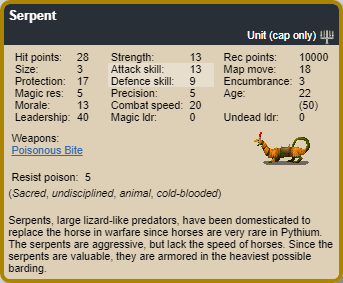 Serpent
Unit (cap only)
Hit points: 28 Strength: 13 Rec points: 10000
Size: 3 Attack skill: 13 Map move: 18
Protection: 17 Defence skill: 9 Encumbrance: 3
Magic res: 5 Precision: 5 Age: 22
Morale: 13 Combat speed: 20 (50)
Leadership: 40 Magic ldr: 0 Undead ldr: 0
Weapons:
Poisonous Bite
Resist poison: 5
(Sacred, undisciplined, animal, cold-blooded)
Serpents, large lizard-like predators, have been domesticated to
replace the horse in warfare since horses are very rare in Pythium.
The serpents are aggressive, but lack the speed of horses. Since the
serpents are valuable, they are armored in the heaviest possible
barding.